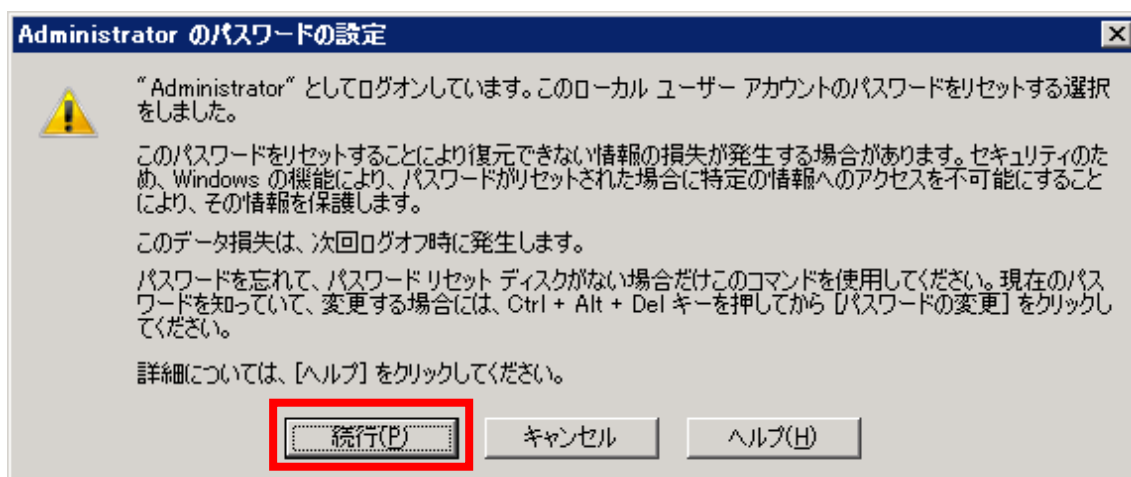 Administrator のパスワードの設定
"Administrator" としてログオンしています。このローカル ユーザー アカウントのパスワードをリセットする選択
をしました。
このパスワードをリセットすることにより復元できない情報の損失が発生する場合があります。セキュリティのた
め、Windows の機能により、パスワードがリセットされた場合に特定の情報へのアクセスを不可能にすること
により、その情報を保護します。
このデータ損失は、次回ログオフ時に発生します。
パスワードを忘れて、パスワード リセット ディスクがない場合だけこのコマンドを使用してください。現在のパス
ワードを知っていて、変更する場合には、Ctrl + Alt + Del キーを押してから [パスワードの変更] をクリックし
てください。
詳細については、[ヘルプ] をクリックしてください。
続行(P) キャンセル ヘルプ(H)